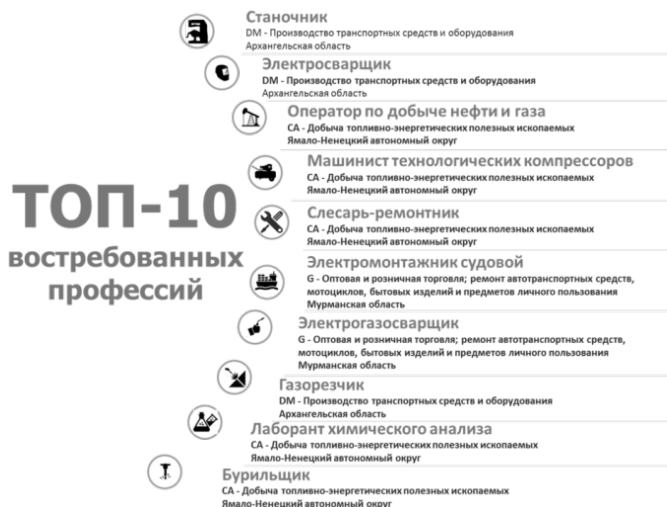 Станочник
DM - Производство транспортных средств и оборудования
Архангельская область
Электросварщик
DM - Производство транспортных средств и оборудования
Архангельская область
Оператор по добыче нефти и газа
СА - Добыча топливно-энергетических полезных ископаемых
Ямало-Ненецкий автономный округ
Машинист технологических компрессоров
СА - Добыча топливно-энергетических полезных ископаемых
Ямало-Ненецкий автономный округ
ТОП-10
востребованных
профессий
Слесарь-ремонтник
СА - Добыча топливно-энергетических полезных ископаемых
Ямало-Ненецкий автономный округ
Электромонтажник судовой
G - Оптовая и розничная торговля; ремонт автотранспортных средств,
мотоциклов, бытовых изделий и предметов личного пользования
Мурманская область
Электрогазосварщик
G - Оптовая и розничная торговля; ремонт автотранспортных средств,
мотоциклов, бытовых изделий и предметов личного пользования
Мурманская область
Газорезчик
DM - Производство транспортных средств и оборудования
Архангельская область
Лаборант химического анализа
СА - Добыча топливно-энергетических полезных ископаемых
Ямало-Ненецкий автономный округ
Бурильщик
СА - Добыча топливно-энергетических полезных ископаемых
Ямало-Ненецкий автономный округ